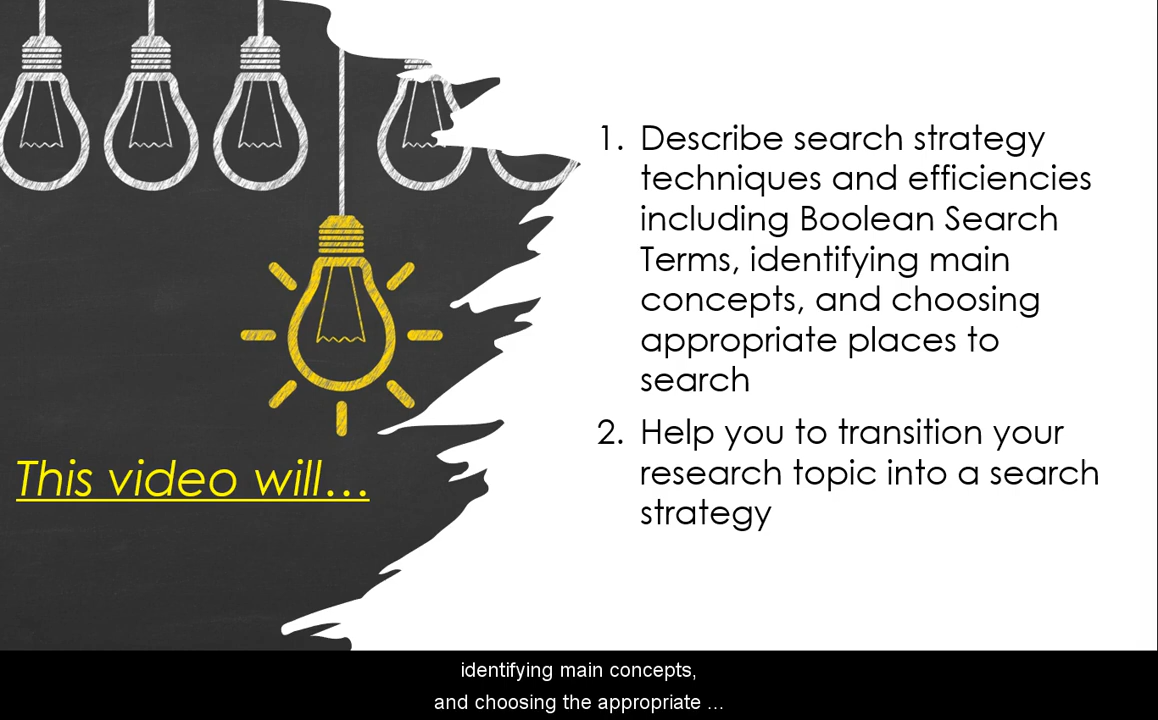 This video will...
1. Describe search strategy
techniques and efficiencies
including Boolean Search
Terms, identifying main
concepts, and choosing
appropriate places to
search
2. Help you to transition your
research topic into a search
strategy
identifying main concepts,
and choosing the appropriate ...